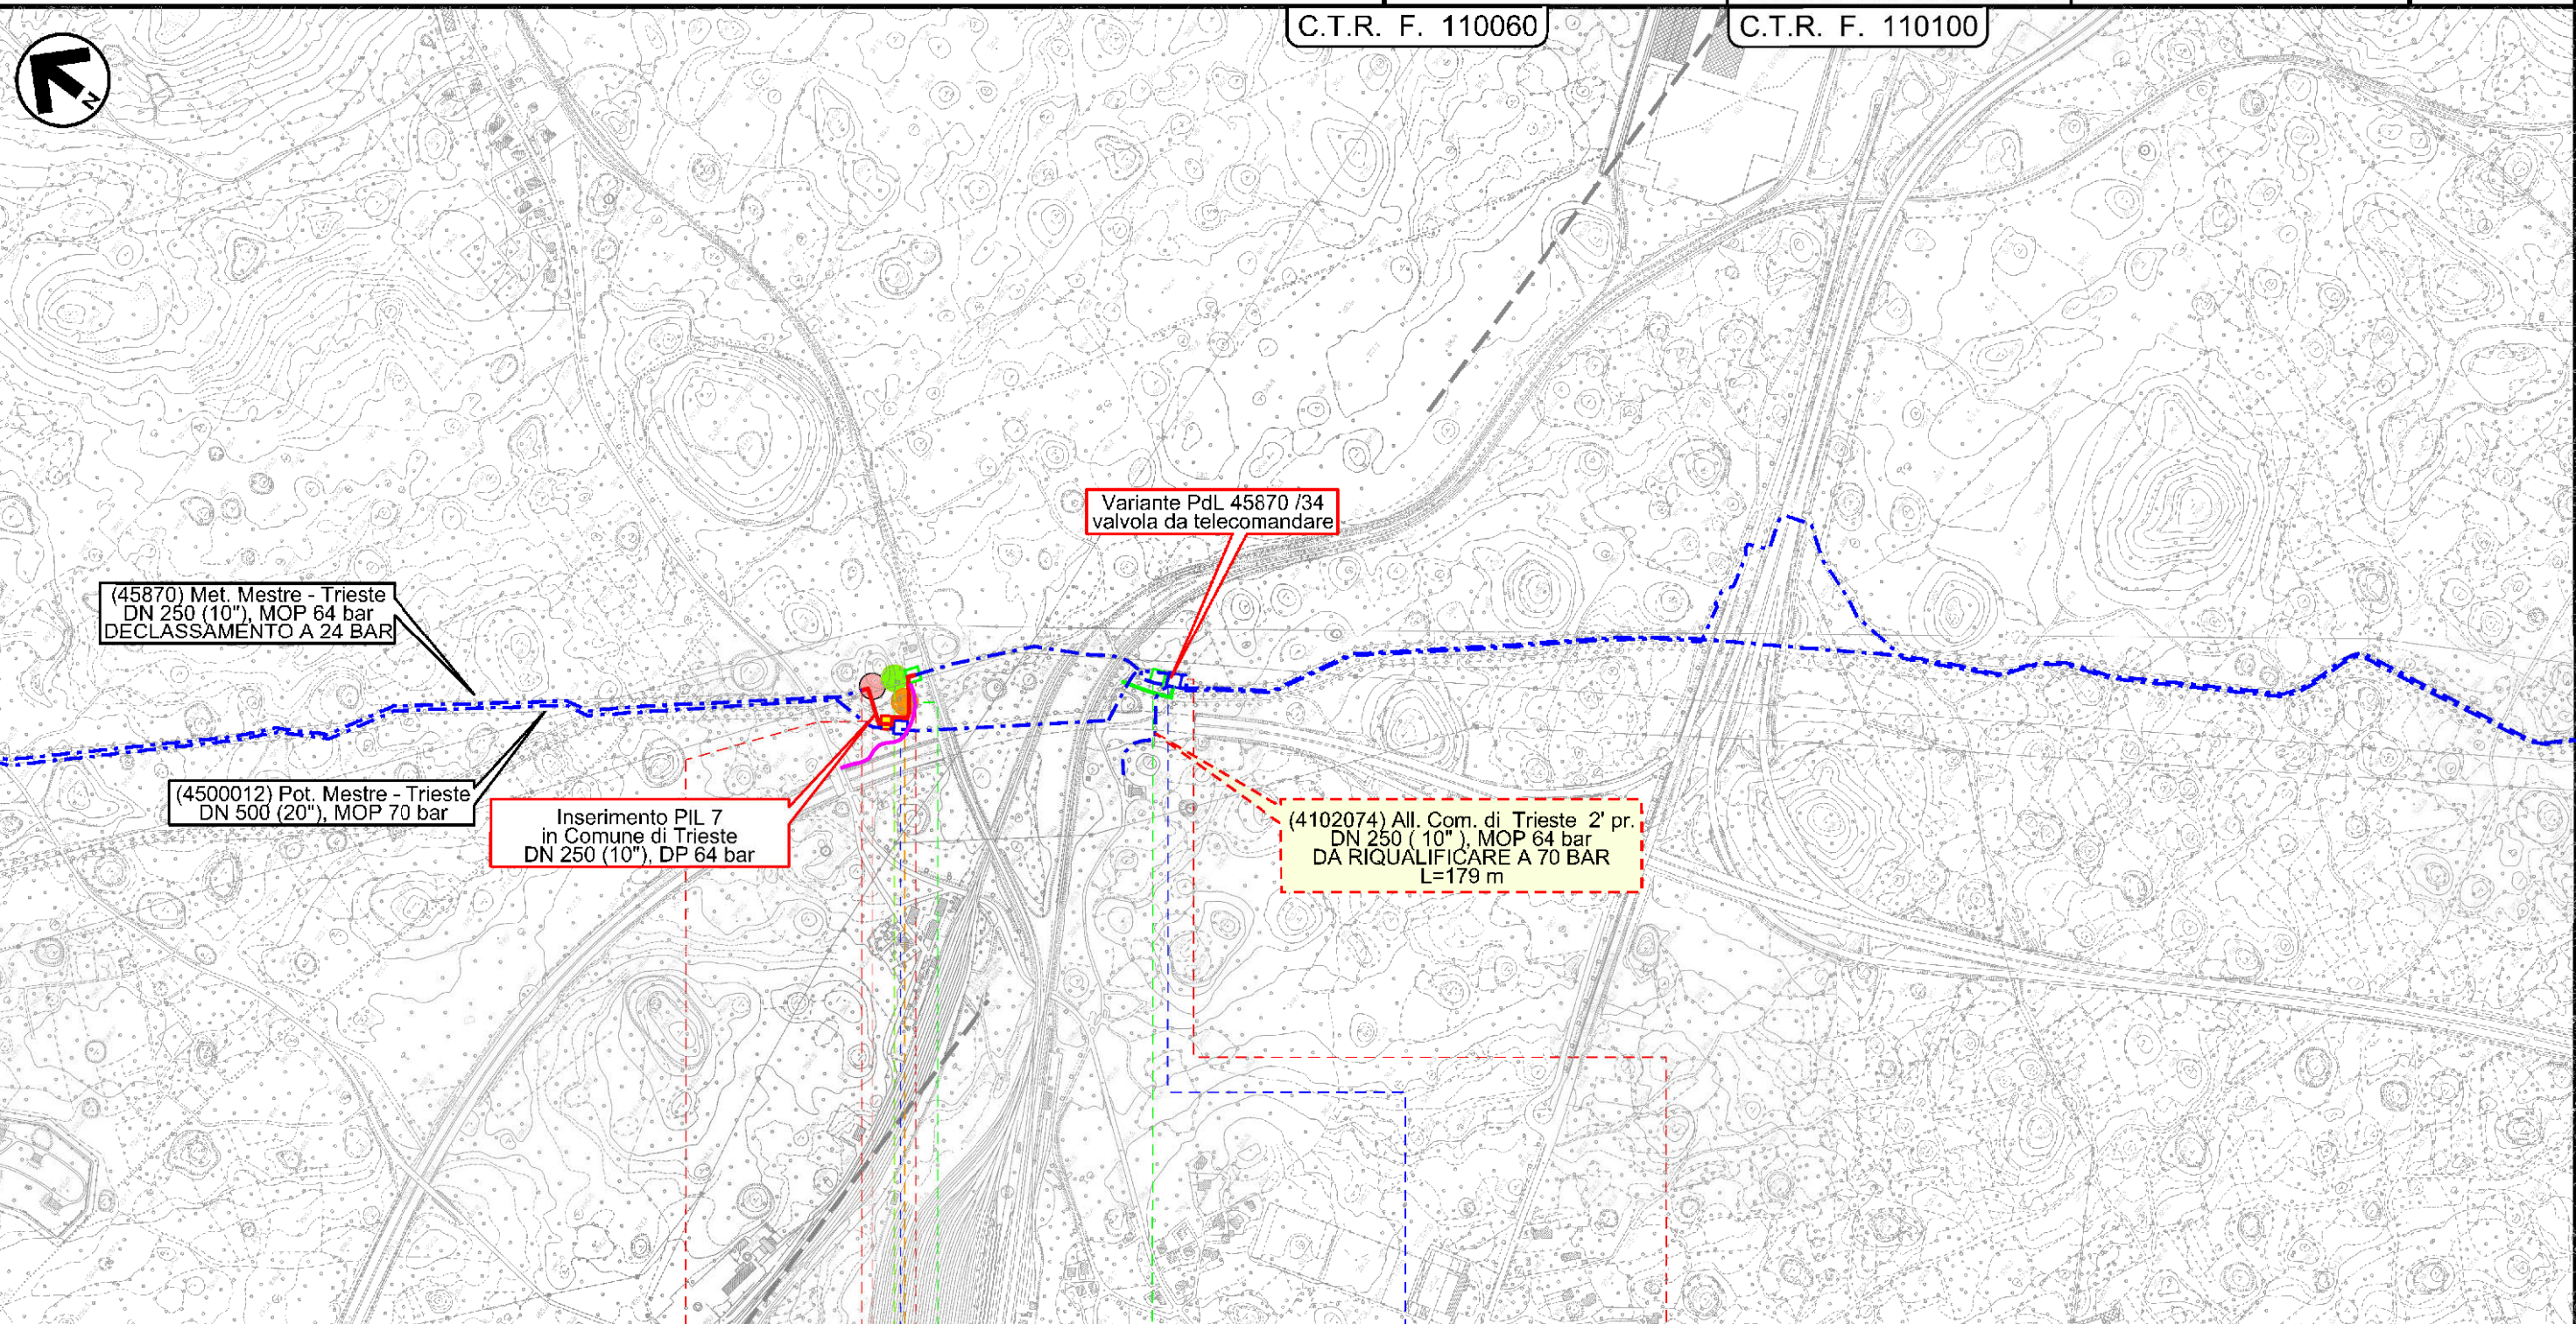 C.T.R. F. 110060
C.T.R. F. 110100
N
Variante PdL 45870 /34
valvola da telecomandare
(45870) Met. Mestre - Trieste
DN 250 (10"), MOP 64 bar
DECLASSAMENTO A 24 BAR
(4500012) Pot. Mestre - Trieste
DN 500 (20"), MOP 70 bar
Inserimento PIL 7
in Comune di Trieste
DN 250 (10"), DP 64 bar
(4102074) All. Com. di Trieste 2' pr.
DN 250 ( 10" ), MOP 64 bar
DA RIQUALIFICARE A 70 BAR
L=179 m